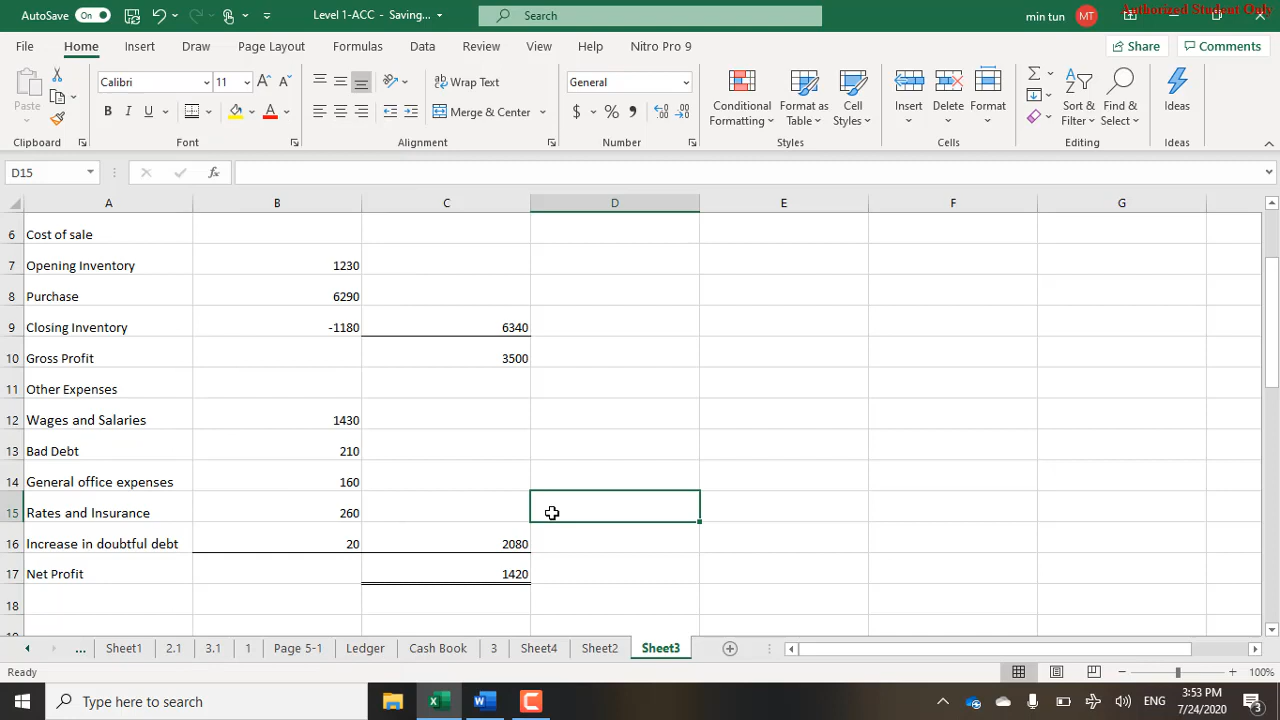 AutoSave On Level 1-ACC - Saving... Search min tun MT Authorized Student Only
File Home Insert Draw Page Layout Formulas Data Review View Help Nitro Pro 9 Share Comments
Paste Calibri 11 Wrap Text General Conditional Formatting Format as Table Cell Styles Insert Delete Format Sort & Filter Find & Select Ideas
B I U A Merge & Center $ % ,
Clipboard Font Alignment Number Styles Cells Editing Ideas
D15 fx
A B C D E F G
6 Cost of sale
7 Opening Inventory 1230
8 Purchase 6290
9 Closing Inventory -1180 6340
10 Gross Profit 3500
11 Other Expenses
12 Wages and Salaries 1430
13 Bad Debt 210
14 General office expenses 160
15 Rates and Insurance 260
16 Increase in doubtful debt 20 2080
17 Net Profit 1420
18
... Sheet1 2.1 3.1 1 Page 5-1 Ledger Cash Book 3 Sheet4 Sheet2 Sheet3
Ready 100%
Type here to search ENG 3:53 PM
7/24/2020 3